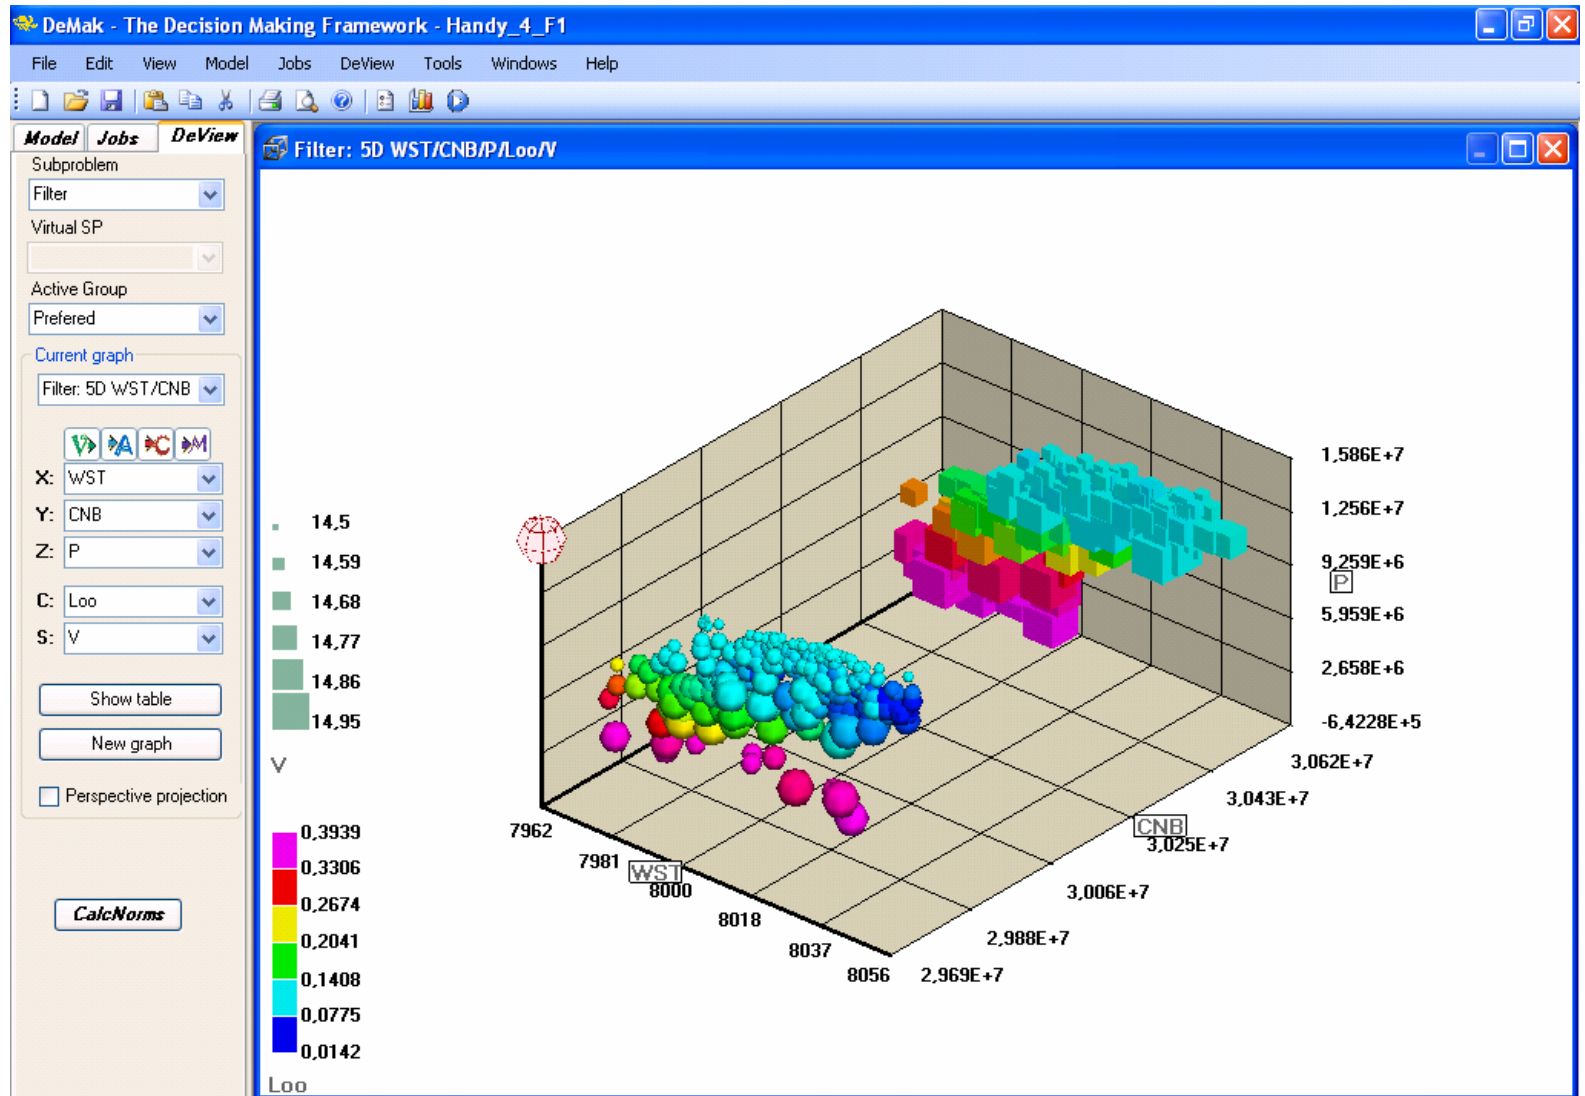 DeMak - The Decision Making Framework - Handy_4_F1
File Edit View Model Jobs DeView Tools Windows Help
Model Jobs DeView
Subproblem
Filter
Virtual SP
Active Group
Prefered
Current graph
Filter: 5D WST/CNB
V A C M
X: WST
Y: CNB
Z: P
C: Loo
S: V
Show table
New graph
Perspective projection
CalcNorms
Filter: 5D WST/CNB/P/Loo/V
14,5
14,59
14,68
14,77
14,86
14,95
V
0,3939
0,3306
0,2674
0,2041
0,1408
0,0775
0,0142
Loo
7962
7981
WST
8000
8018
8037
8056
2,969E+7
2,988E+7
3,006E+7
CNB
3,025E+7
3,043E+7
3,062E+7
1,586E+7
1,256E+7
9,259E+6
P
5,959E+6
2,658E+6
-6,4228E+5